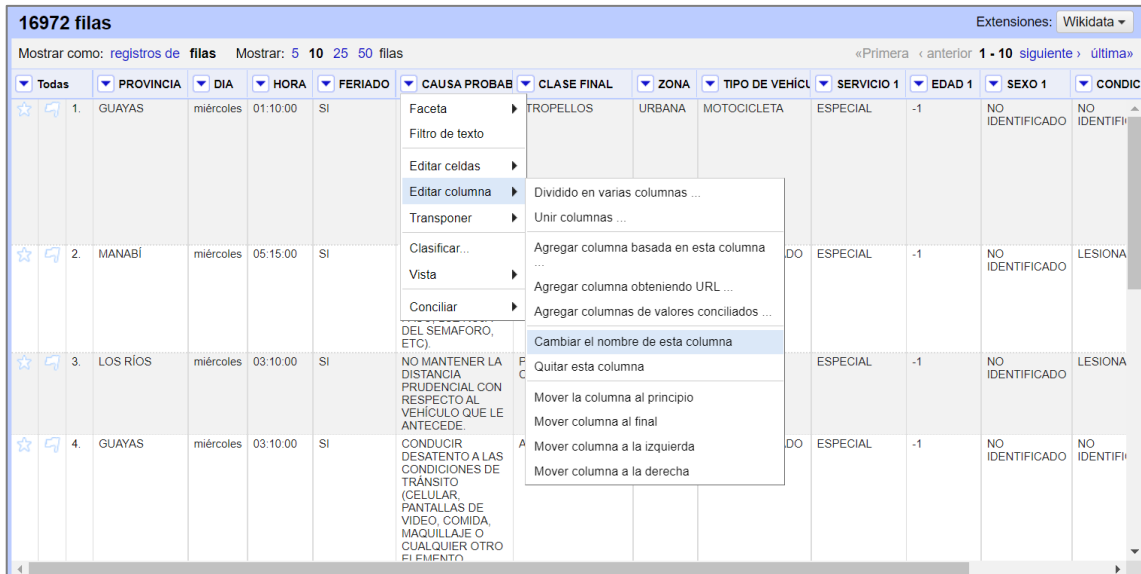 16972 filas
Extensiones: Wikidata
Mostrar como: registros de filas Mostrar: 5 10 25 50 filas
«Primera ‹ anterior 1 - 10 siguiente › última»
Todas PROVINCIA DIA HORA FERIADO CAUSA PROBAB CLASE FINAL ZONA TIPO DE VEHÍCU SERVICIO 1 EDAD 1 SEXO 1 CONDIC
1. GUAYAS miércoles 01:10:00 SI TROPELLOS URBANA MOTOCICLETA ESPECIAL -1 NO IDENTIFICADO NO IDENTIFI
Faceta
Filtro de texto
Editar celdas
Editar columna
Transponer
Clasificar...
Vista
Conciliar
Dividido en varias columnas ...
Unir columnas ...
Agregar columna basada en esta columna
...
Agregar columna obteniendo URL ...
Agregar columnas de valores conciliados ...
Cambiar el nombre de esta columna
Quitar esta columna
Mover la columna al principio
Mover columna al final
Mover columna a la izquierda
Mover columna a la derecha
2. MANABÍ miércoles 05:15:00 SI DO ESPECIAL -1 NO IDENTIFICADO LESIONA
DEL SEMAFORO,
ETC).
3. LOS RÍOS miércoles 03:10:00 SI ESPECIAL -1 NO IDENTIFICADO LESIONA
NO MANTENER LA
DISTANCIA
PRUDENCIAL CON
RESPECTO AL
VEHÍCULO QUE LE
ANTECEDE.
4. GUAYAS miércoles 03:10:00 SI A DO ESPECIAL -1 NO IDENTIFICADO NO IDENTIFI
CONDUCIR
DESATENTO A LAS
CONDICIONES DE
TRÁNSITO
(CELULAR,
PANTALLAS DE
VIDEO, COMIDA,
MAQUILLAJE O
CUALQUIER OTRO
ELEMENTO